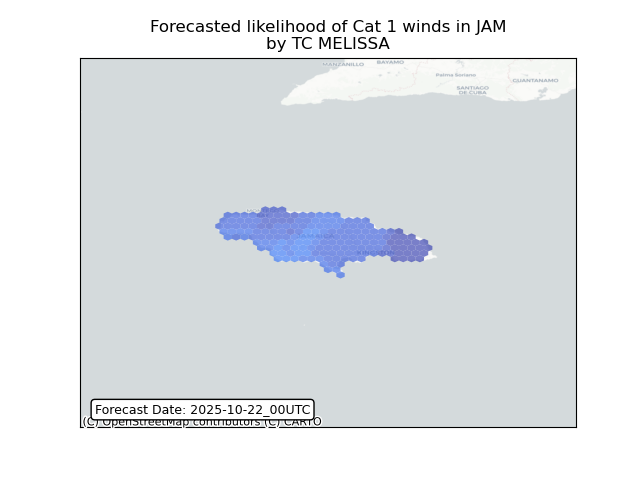 Forecasted likelihood of Cat 1 winds in JAM
by TC MELISSA
MANZANILLO
BAYAMO
Palma Soriano
GUANTANAMO
SANTIAGO
DE CUBA
Forecast Date: 2025-10-22_00UTC
(C) OpenStreetMap contributors (C) CARTO